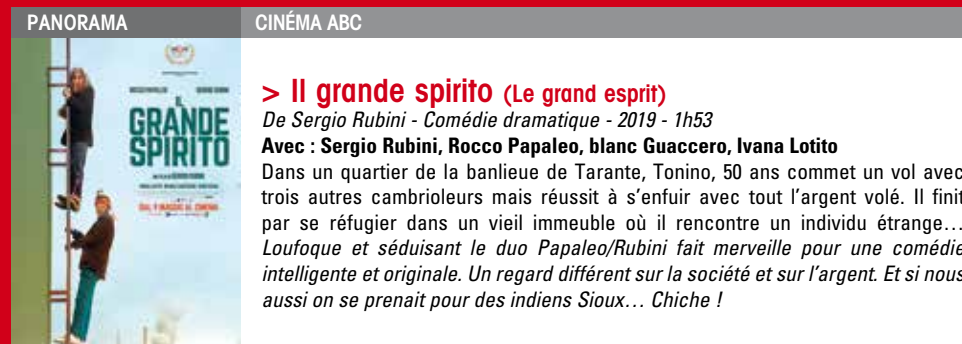 PANORAMA
CINÉMA ABC
IL
GRANDE
SPIRITO
> Il grande spirito (Le grand esprit)
De Sergio Rubini - Comédie dramatique - 2019 - 1h53
Avec : Sergio Rubini, Rocco Papaleo, blanc Guaccero, Ivana Lotito
Dans un quartier de la banlieue de Tarante, Tonino, 50 ans commet un vol avec
trois autres cambrioleurs mais réussit à s’enfuir avec tout l’argent volé. Il finit
par se réfugier dans un vieil immeuble où il rencontre un individu étrange…
Loufoque et séduisant le duo Papaleo/Rubini fait merveille pour une comédie
intelligente et originale. Un regard différent sur la société et sur l’argent. Et si nous
aussi on se prenait pour des indiens Sioux… Chiche !